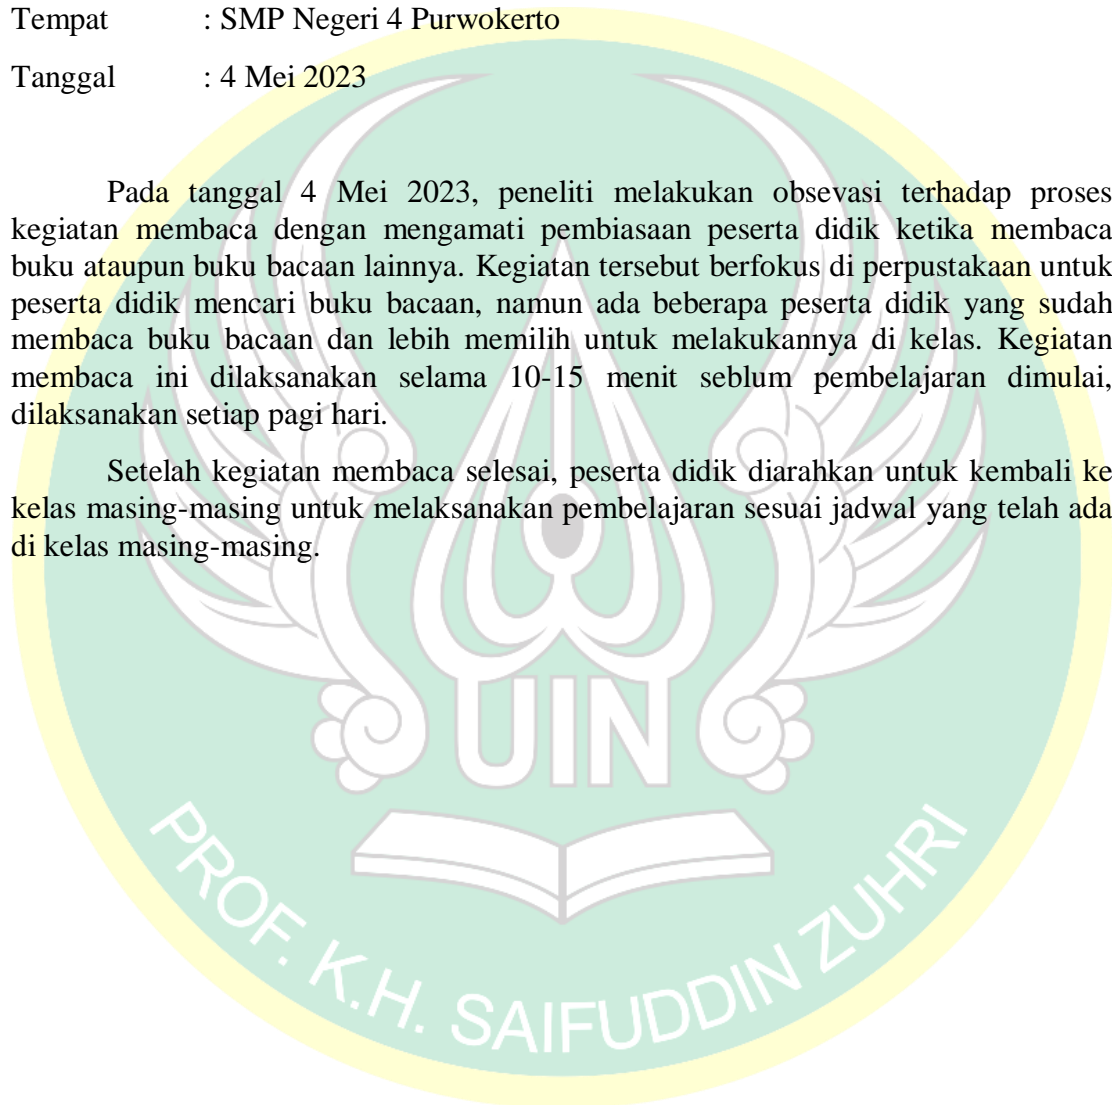 Tempat : SMP Negeri 4 Purwokerto
Tanggal : 4 Mei 2023
Pada tanggal 4 Mei 2023, peneliti melakukan obsevasi terhadap proses
kegiatan membaca dengan mengamati pembiasaan peserta didik ketika membaca
buku ataupun buku bacaan lainnya. Kegiatan tersebut berfokus di perpustakaan untuk
peserta didik mencari buku bacaan, namun ada beberapa peserta didik yang sudah
membaca buku bacaan dan lebih memilih untuk melakukannya di kelas. Kegiatan
membaca ini dilaksanakan selama 10-15 menit seblum pembelajaran dimulai,
dilaksanakan setiap pagi hari.
Setelah kegiatan membaca selesai, peserta didik diarahkan untuk kembali ke
kelas masing-masing untuk melaksanakan pembelajaran sesuai jadwal yang telah ada
di kelas masing-masing.
UIN
PROF. K.H. SAIFUDDIN ZUHRI